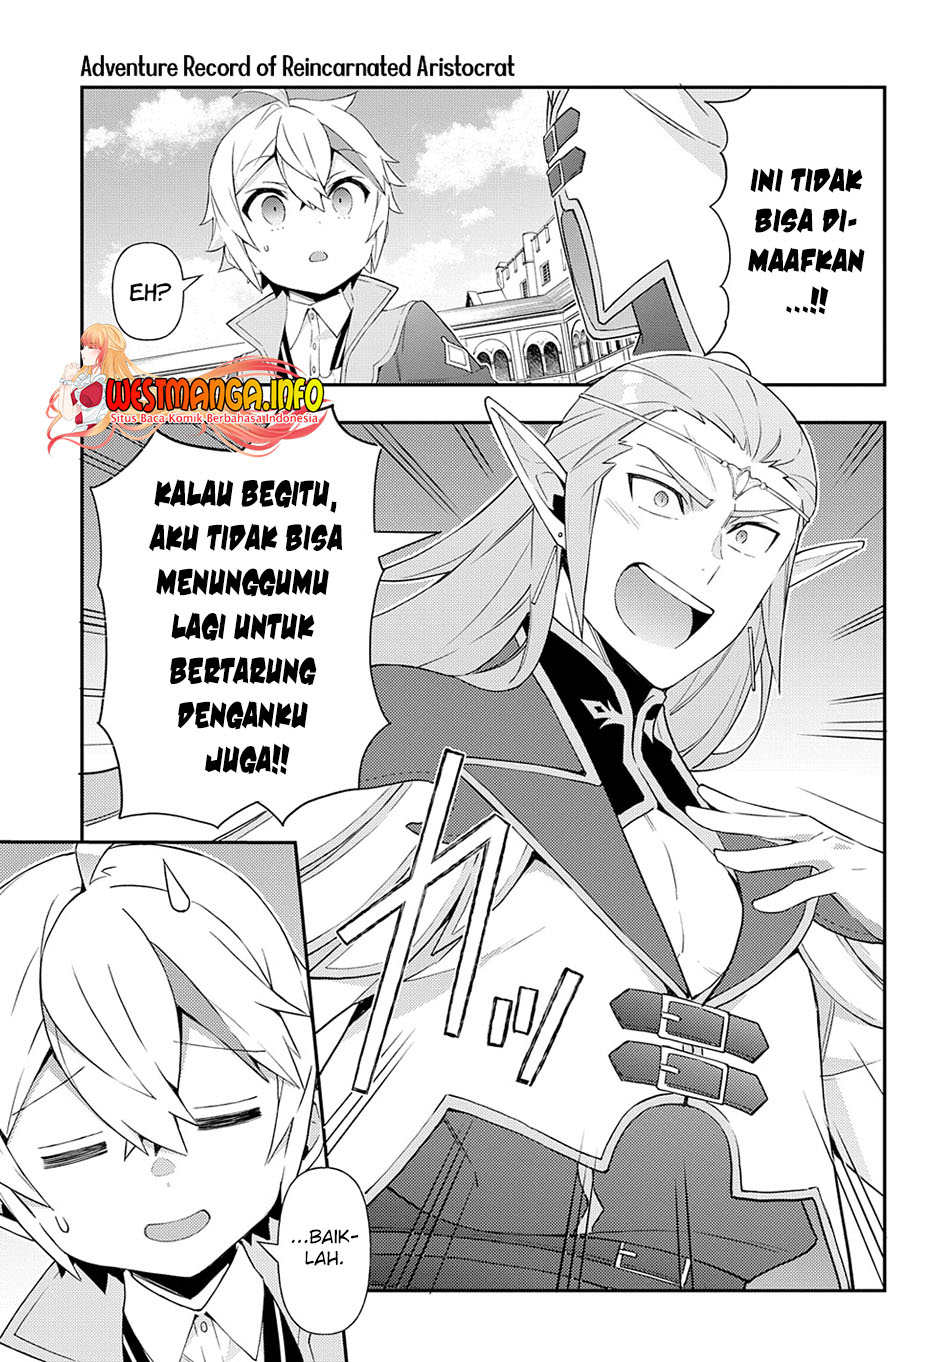 Adventure Record of Reincarnated Aristocrat
INI TIDAK
BISA DI-
MAAFKAN
...!!
EH?
WESTMANGA.INFO
Situs Baca Komik Berbahasa Indonesia
KALAU BEGITU,
AKU TIDAK BISA
MENUNGGUMU
LAGI UNTUK
BERTARUNG
DENGANKU
JUGA!!
...BAIK-
LAH.